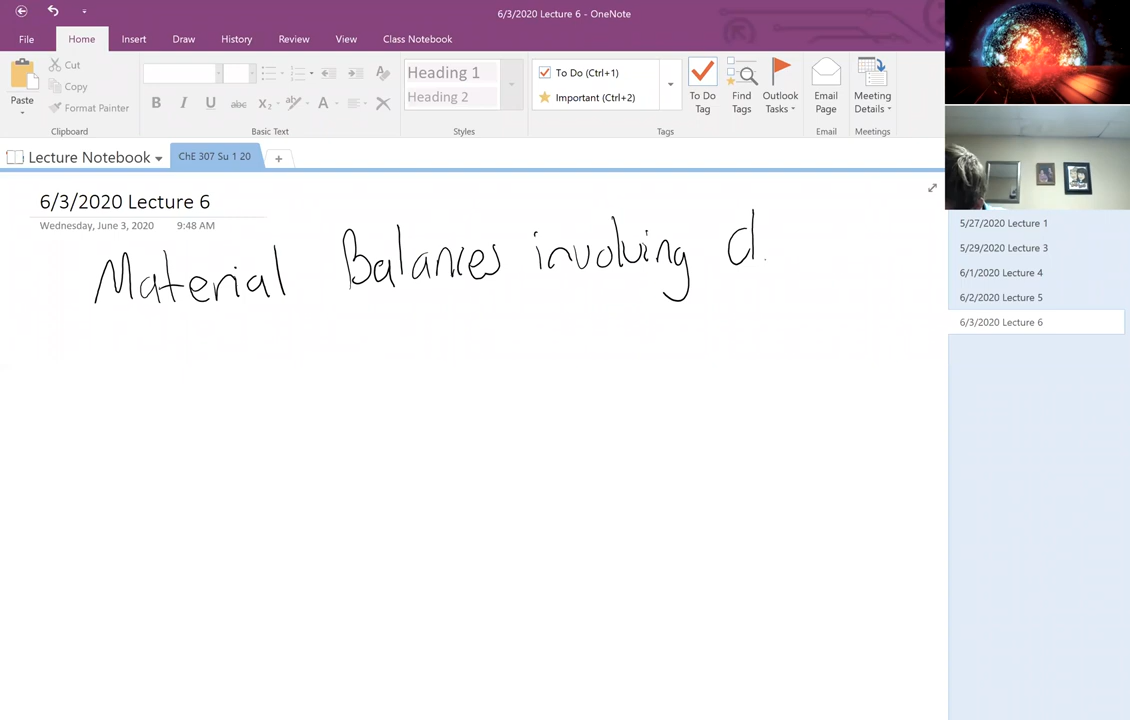 6/3/2020 Lecture 6 - OneNote
File Home Insert Draw History Review View Class Notebook
Paste
Cut
Copy
Format Painter
Clipboard
B I U abc X2 ab A
Basic Text
Heading 1
Heading 2
Styles
To Do (Ctrl+1)
Important (Ctrl+2)
To Do Tag
Find Tags
Outlook Tasks
Tags
Email Page
Email
Meeting Details
Meetings
Lecture Notebook
ChE 307 Su 1 20
6/3/2020 Lecture 6
Wednesday, June 3, 2020 9:48 AM
Material Balances involving d
5/27/2020 Lecture 1
5/29/2020 Lecture 3
6/1/2020 Lecture 4
6/2/2020 Lecture 5
6/3/2020 Lecture 6